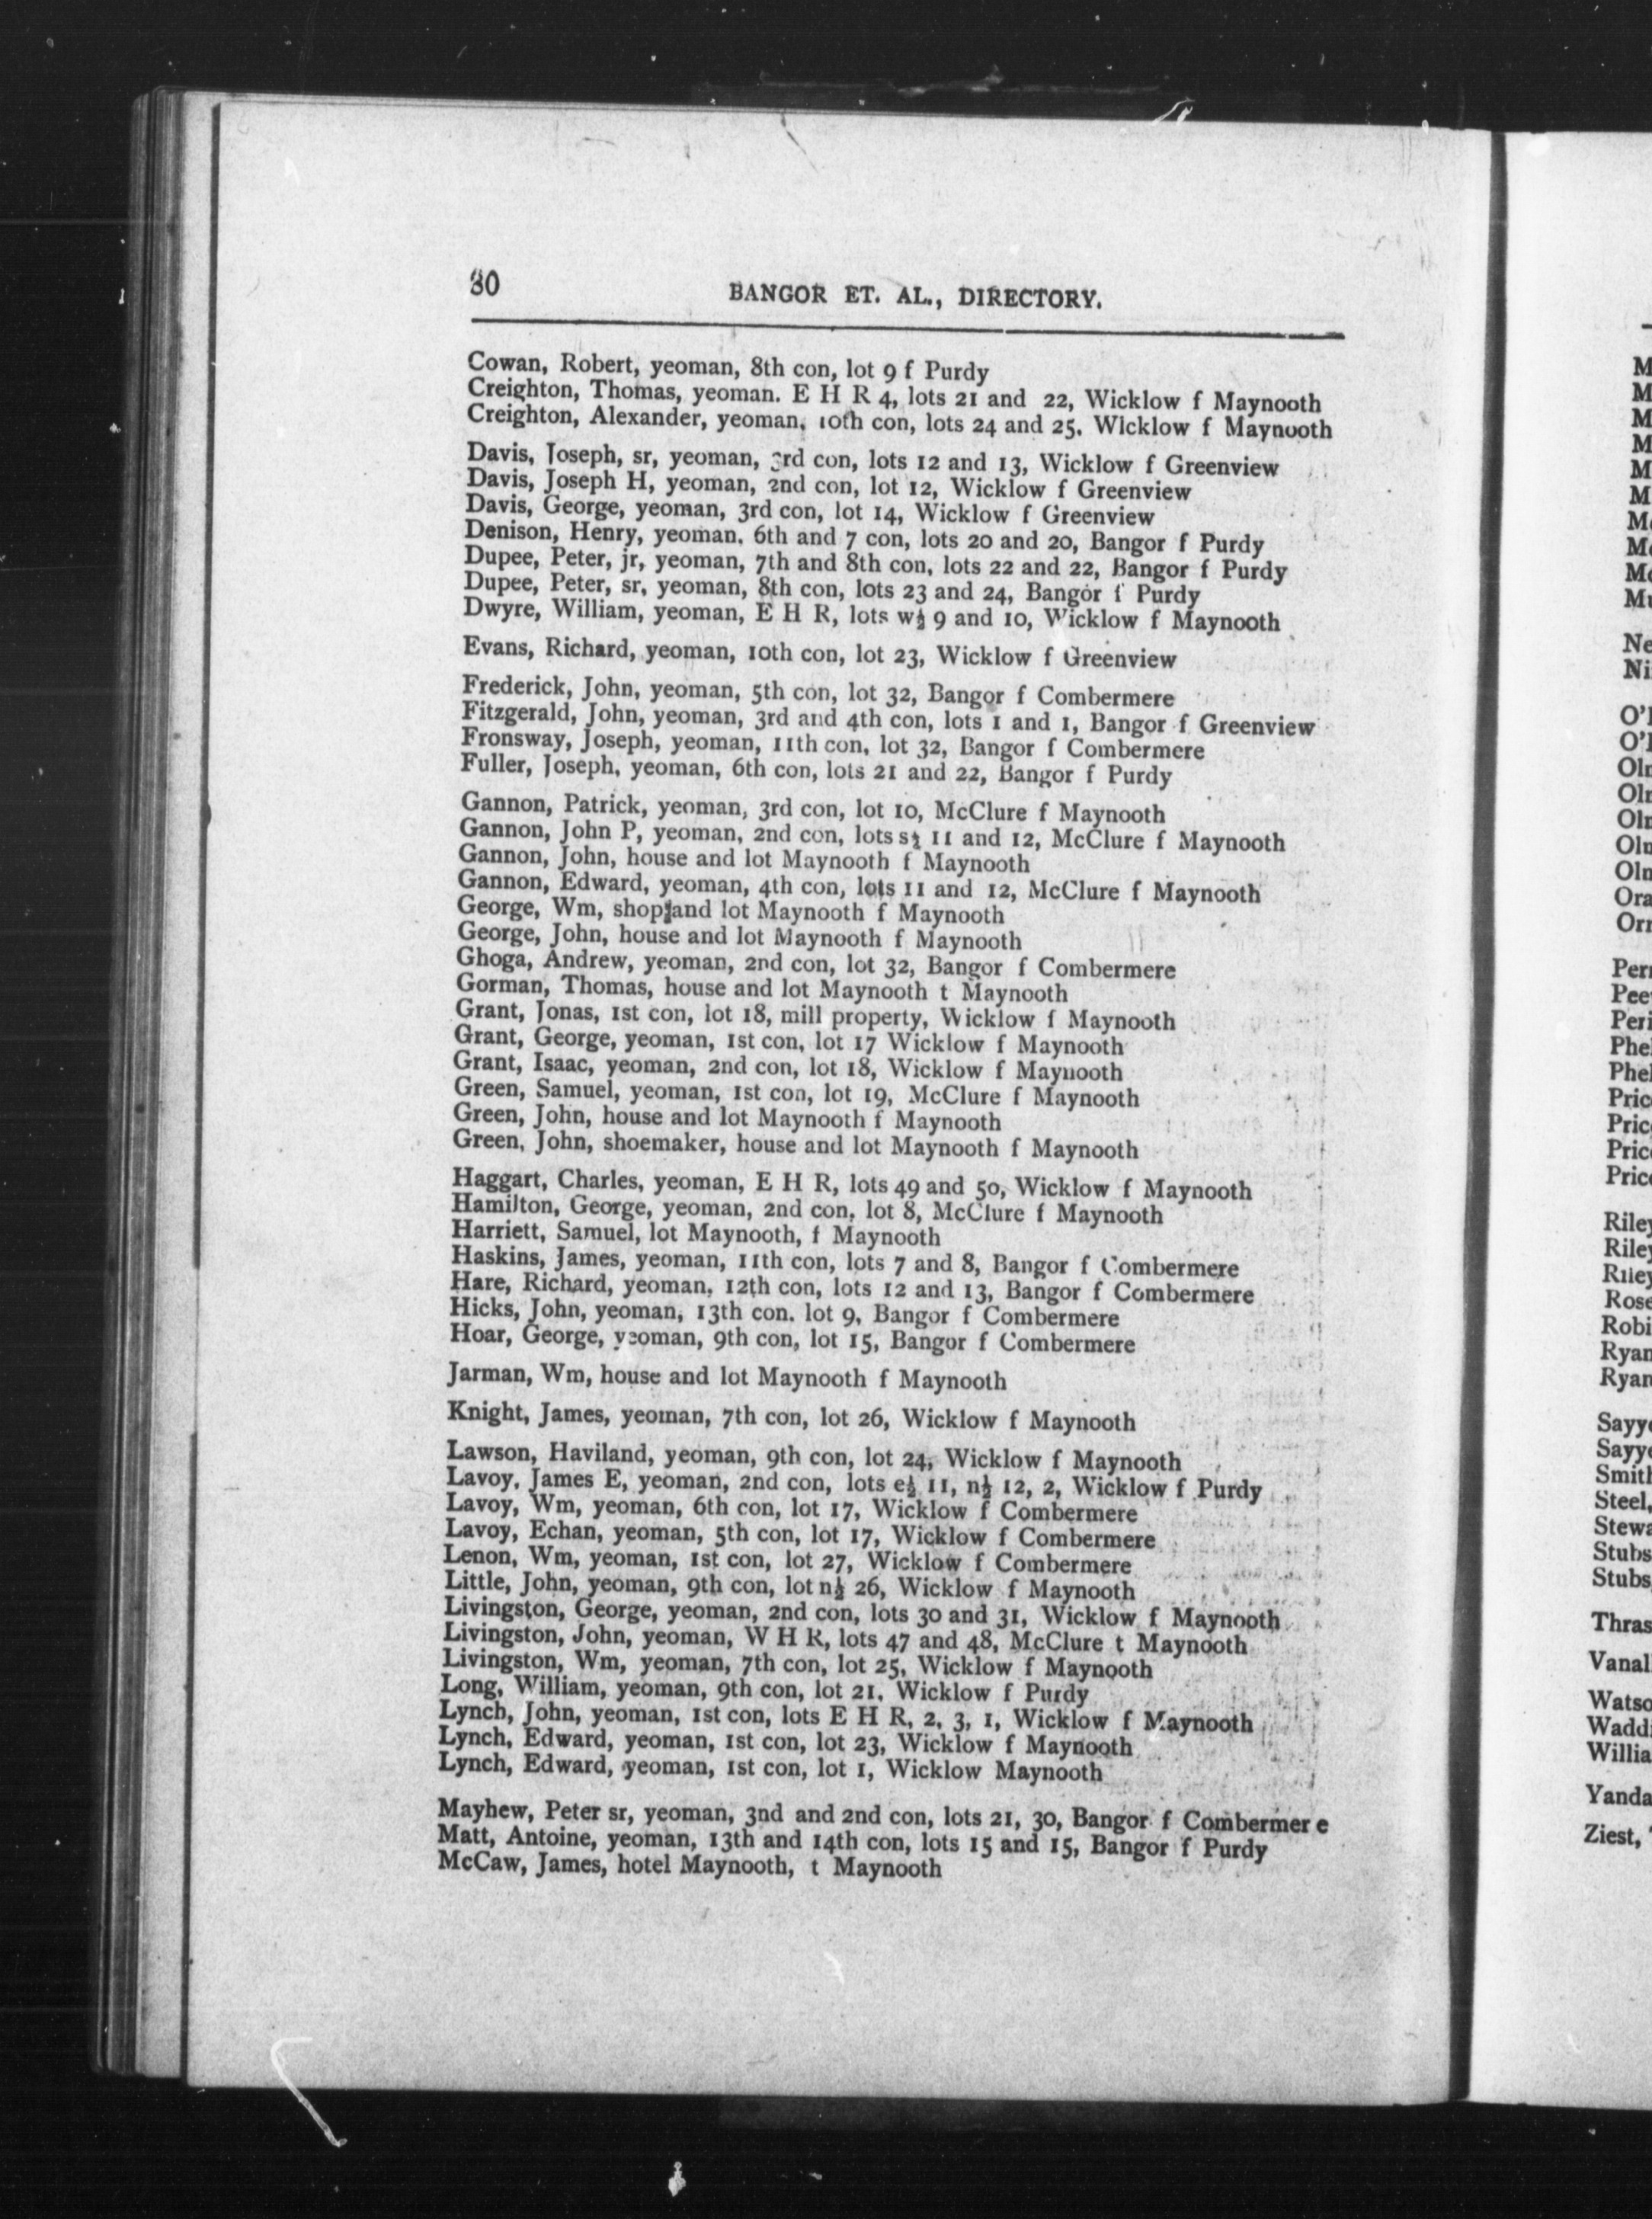 30
BANGOR ET. AL., DIRECTORY.
Cowan, Robert, yeoman, 8th con, lot 9 f Purdy
Creighton, Thomas, yeoman. E H R 4, lots 21 and 22, Wicklow f Maynooth
Creighton, Alexander, yeoman, 10th con, lots 24 and 25. Wicklow f Maynooth
Davis, Joseph, sr, yeoman, 3rd con, lots 12 and 13, Wicklow f Greenview
Davis, Joseph H, yeoman, 2nd con, lot 12, Wicklow f Greenview
Davis, George, yeoman, 3rd con, lot 14, Wicklow f Greenview
Denison, Henry, yeoman, 6th and 7 con, lots 20 and 20, Bangor f Purdy
Dupee, Peter, jr, yeoman, 7th and 8th con, lots 22 and 22, Bangor f Purdy
Dupee, Peter, sr, yeoman, 8th con, lots 23 and 24, Bangor f Purdy
Dwyre, William, yeoman, E H R, lots w½ 9 and 10, Wicklow f Maynooth
Evans, Richard, yeoman, 10th con, lot 23, Wicklow f Greenview
Frederick, John, yeoman, 5th con, lot 32, Bangor f Combermere
Fitzgerald, John, yeoman, 3rd and 4th con, lots 1 and 1, Bangor f Greenview
Fronsway, Joseph, yeoman, 11th con, lot 32, Bangor f Combermere
Fuller, Joseph, yeoman, 6th con, lots 21 and 22, Bangor f Purdy
Gannon, Patrick, yeoman, 3rd con, lot 10, McClure f Maynooth
Gannon, John P, yeoman, 2nd con, lots s½ 11 and 12, McClure f Maynooth
Gannon, John, house and lot Maynooth f Maynooth
Gannon, Edward, yeoman, 4th con, lots 11 and 12, McClure f Maynooth
George, Wm, shop and lot Maynooth f Maynooth
George, John, house and lot Maynooth f Maynooth
Ghoga, Andrew, yeoman, 2nd con, lot 32, Bangor f Combermere
Gorman, Thomas, house and lot Maynooth t Maynooth
Grant, Jonas, 1st con, lot 18, mill property, Wicklow f Maynooth
Grant, George, yeoman, 1st con, lot 17 Wicklow f Maynooth
Grant, Isaac, yeoman, 2nd con, lot 18, Wicklow f Maynooth
Green, Samuel, yeoman, 1st con, lot 19, McClure f Maynooth
Green, John, house and lot Maynooth f Maynooth
Green, John, shoemaker, house and lot Maynooth f Maynooth
Haggart, Charles, yeoman, E H R, lots 49 and 50, Wicklow f Maynooth
Hamilton, George, yeoman, 2nd con, lot 8, McClure f Maynooth
Harriett, Samuel, lot Maynooth, f Maynooth
Haskins, James, yeoman, 11th con, lots 7 and 8, Bangor f Combermere
Hare, Richard, yeoman, 12th con, lots 12 and 13, Bangor f Combermere
Hicks, John, yeoman, 13th con. lot 9, Bangor f Combermere
Hoar, George, yeoman, 9th con, lot 15, Bangor f Combermere
Jarman, Wm, house and lot Maynooth f Maynooth
Knight, James, yeoman, 7th con, lot 26, Wicklow f Maynooth
Lawson, Haviland, yeoman, 9th con, lot 24, Wicklow f Maynooth
Lavoy, James E, yeoman, 2nd con, lots e½ 11, n½ 12, 2, Wicklow f Purdy
Lavoy, Wm, yeoman, 6th con, lot 17, Wicklow f Combermere
Lavoy, Echan, yeoman, 5th con, lot 17, Wicklow f Combermere
Lenon, Wm, yeoman, 1st con, lot 27, Wicklow f Combermere
Little, John, yeoman, 9th con, lot n½ 26, Wicklow f Maynooth
Livingston, George, yeoman, 2nd con, lots 30 and 31, Wicklow f Maynooth
Livingston, John, yeoman, W H R, lots 47 and 48, McClure t Maynooth
Livingston, Wm, yeoman, 7th con, lot 25, Wicklow f Maynooth
Long, William, yeoman, 9th con, lot 21, Wicklow f Purdy
Lynch, John, yeoman, 1st con, lots E H R, 2, 3, 1, Wicklow f Maynooth
Lynch, Edward, yeoman, 1st con, lot 23, Wicklow f Maynooth
Lynch, Edward, yeoman, 1st con, lot 1, Wicklow Maynooth
Mayhew, Peter sr, yeoman, 3nd and 2nd con, lots 21, 30, Bangor f Combermer e
Matt, Antoine, yeoman, 13th and 14th con, lots 15 and 15, Bangor f Purdy
McCaw, James, hotel Maynooth, t Maynooth